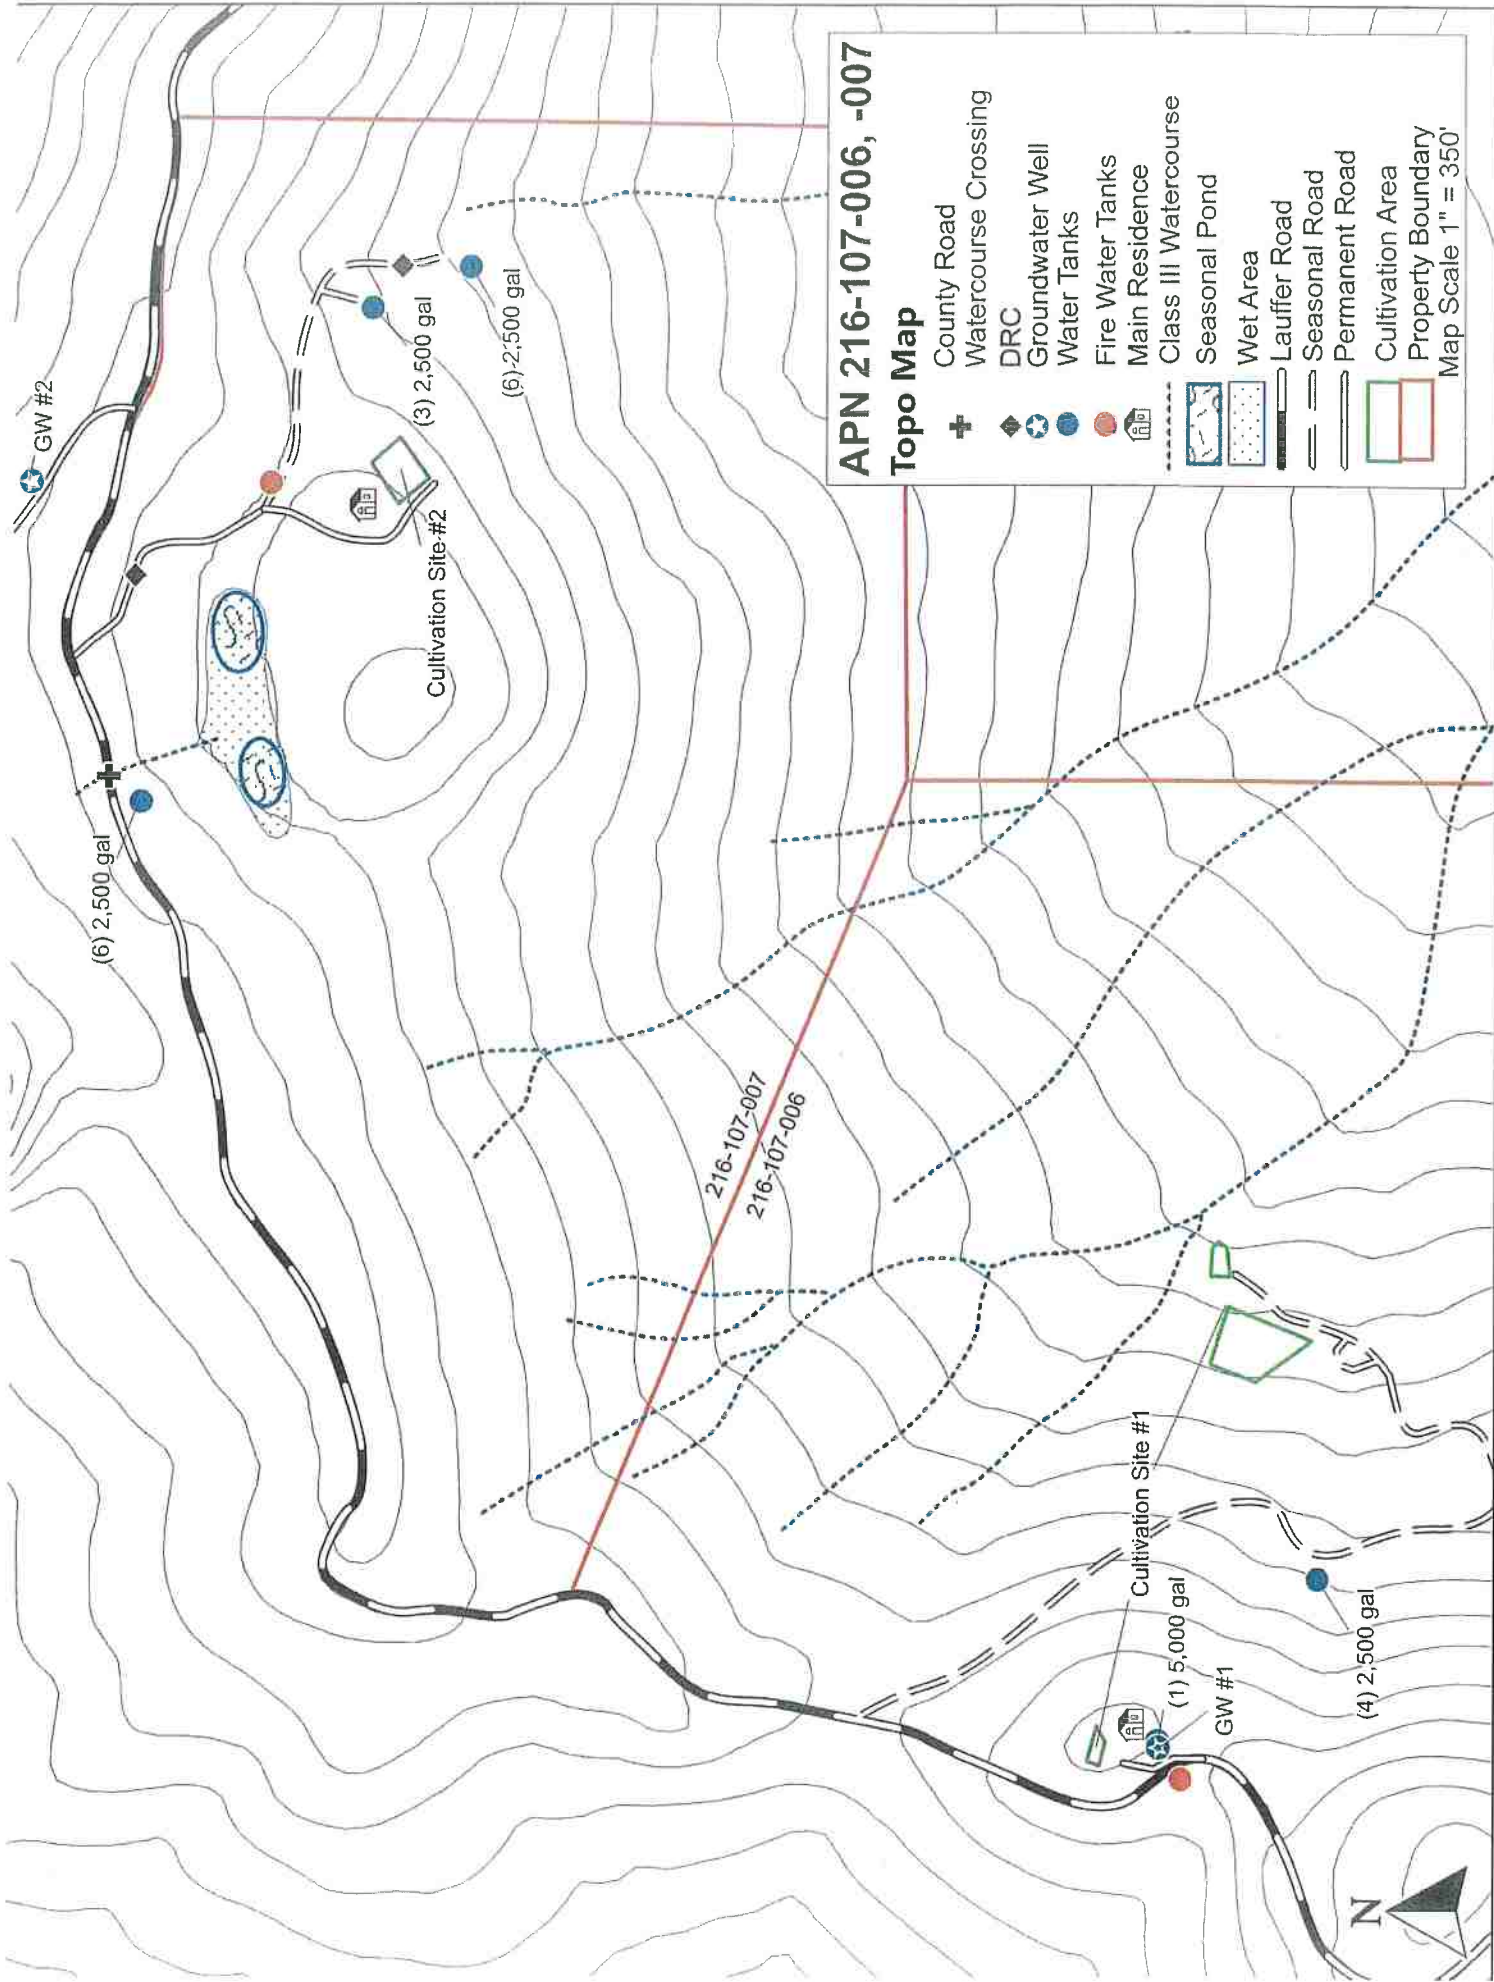 GW #2
(6) 2,500 gal
(3) 2,500 gal
(6) 2,500 gal
Cultivation Site #2
216-107-007
216-107-006
Cultivation Site #1
(1) 5,000 gal
GW #1
(4) 2,500 gal
N
APN 216-107-006, -007
Topo Map
County Road
Watercourse Crossing
DRC
Groundwater Well
Water Tanks
Fire Water Tanks
Main Residence
Class III Watercourse
Seasonal Pond
Wet Area
Lauffer Road
Seasonal Road
Permanent Road
Cultivation Area
Property Boundary
Map Scale 1" = 350'